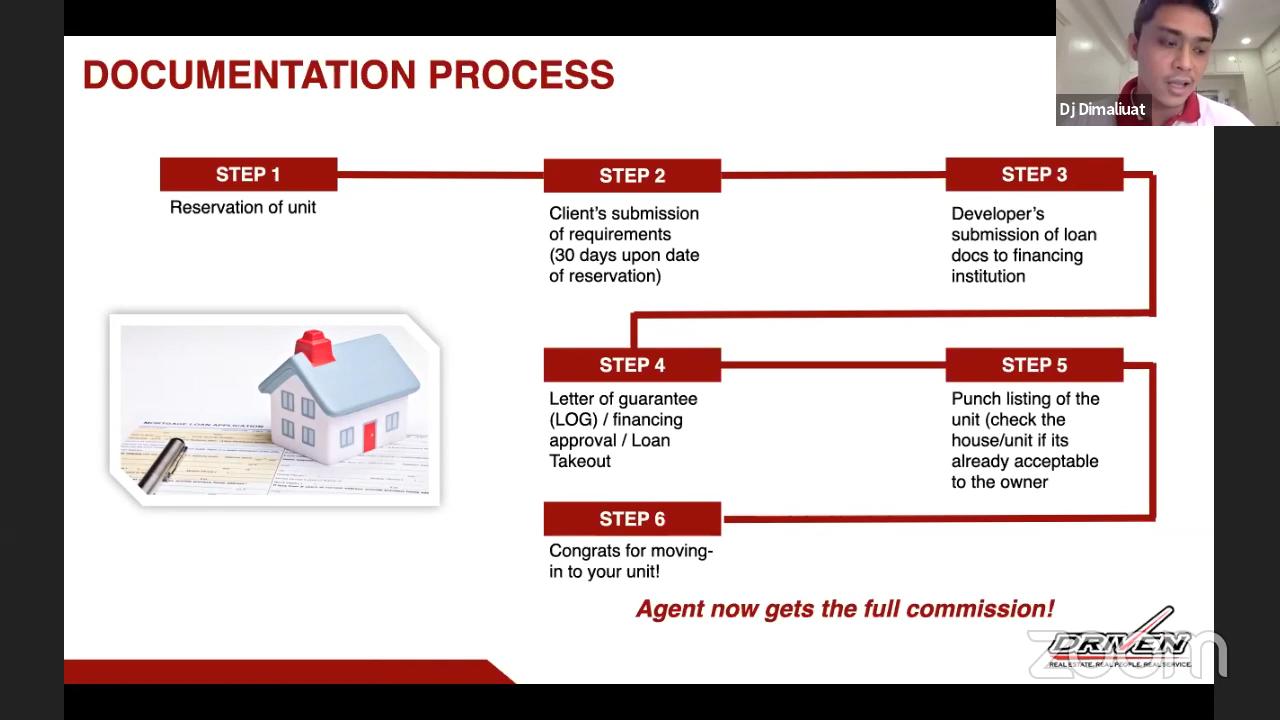 DOCUMENTATION PROCESS
Dj Dimaliuat
STEP 1
Reservation of unit
STEP 2
Client's submission
of requirements
(30 days upon date
of reservation)
STEP 3
Developer's
submission of loan
docs to financing
institution
MORTGAGE LOAN APPLICATION
STEP 4
Letter of guarantee
(LOG) / financing
approval / Loan
Takeout
STEP 5
Punch listing of the
unit (check the
house/unit if its
already acceptable
to the owner
STEP 6
Congrats for moving-
in to your unit!
Agent now gets the full commission!
DRIVEN
REAL ESTATE. REAL PEOPLE. REAL SERVICE.
zoom